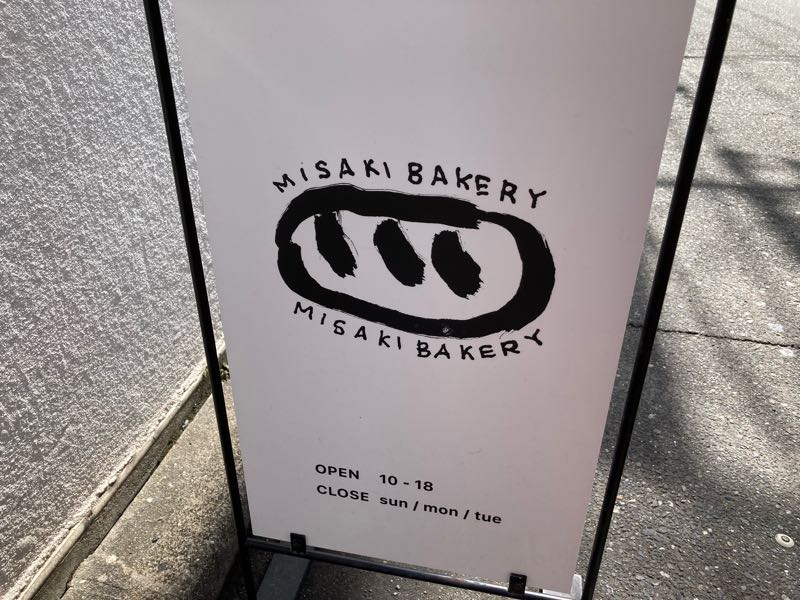 MiSAKI BAKERY
MISAKI BAKERY
OPEN 10 - 18
CLOSE sun / mon / tue